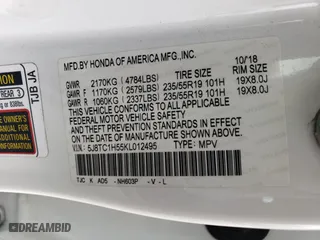 MFD.BY HONDA OF AMERICA MFG.,INC. 10/18
GVWR 2170KG (4784LBS) TIRE SIZE RIM SIZE
GAWR F 1170KG (2579LBS) 235/55R19 101H 19X8.0J
GAWR R 1060KG (2337LBS) 235/55R19 101H 19X8.0J
THIS VEHICLE CONFORMS TO ALL APPLICABLE
FEDERAL MOTOR VEHICLE SAFETY AND
THEFT PREVENTION STANDARDS IN EFFECT ON
THE DATE OF MANUFACTURE SHOWN ABOVE.
V.I.N.: 5J8TC1H55KL012495 TYPE: MPV
TJC K AD5 - NH603P - V - L
TJB JA
REAR 3